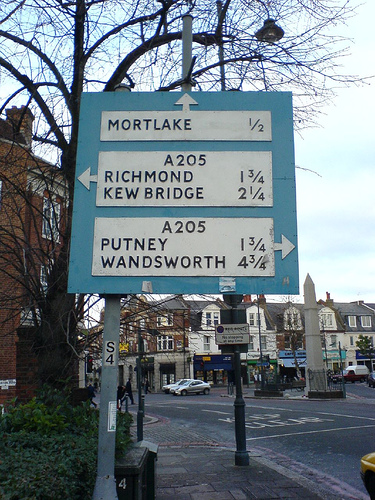 MORTLAKE ½
A205
RICHMOND 1¾
KEW BRIDGE 2¼
A205
PUTNEY 1¾
WANDSWORTH 4¾
S4
4